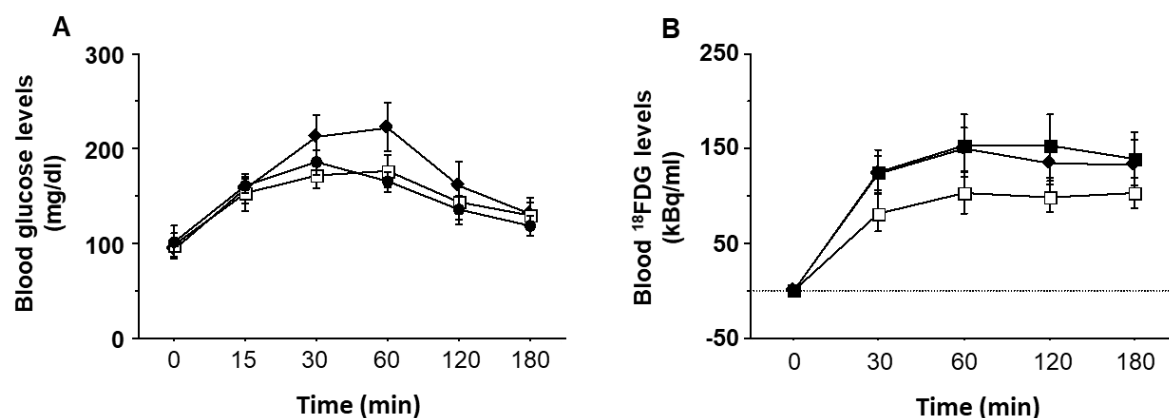 A
Blood glucose levels
(mg/dl)
300
200
100
0
0 15 30 60 120 180
Time (min)
B
Blood ¹⁸FDG levels
(kBq/ml)
250
150
50
-50
0 30 60 120 180
Time (min)